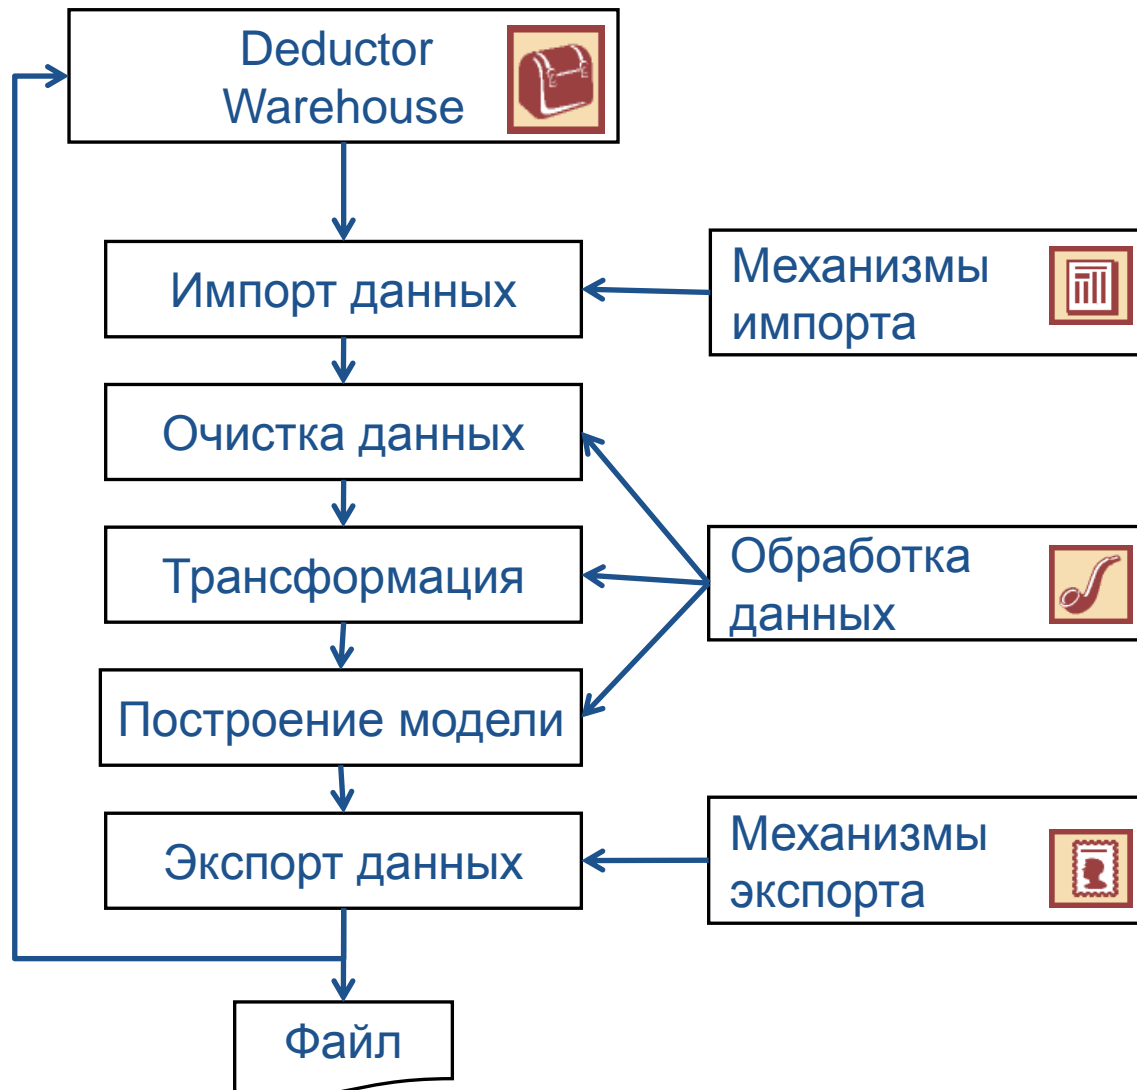 Deductor
Warehouse
Импорт данных
Механизмы
импорта
Очистка данных
Трансформация
Обработка
данных
Построение модели
Механизмы
экспорта
Экспорт данных
Файл